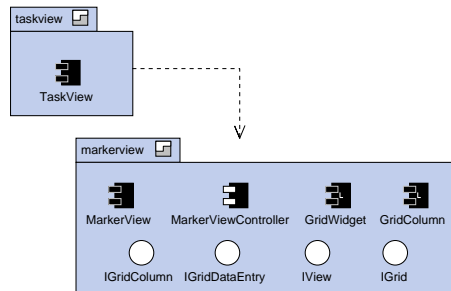 taskview
TaskView
markerview
MarkerView MarkerViewController GridWidget GridColumn
IGridColumn IGridDataEntry IView IGrid